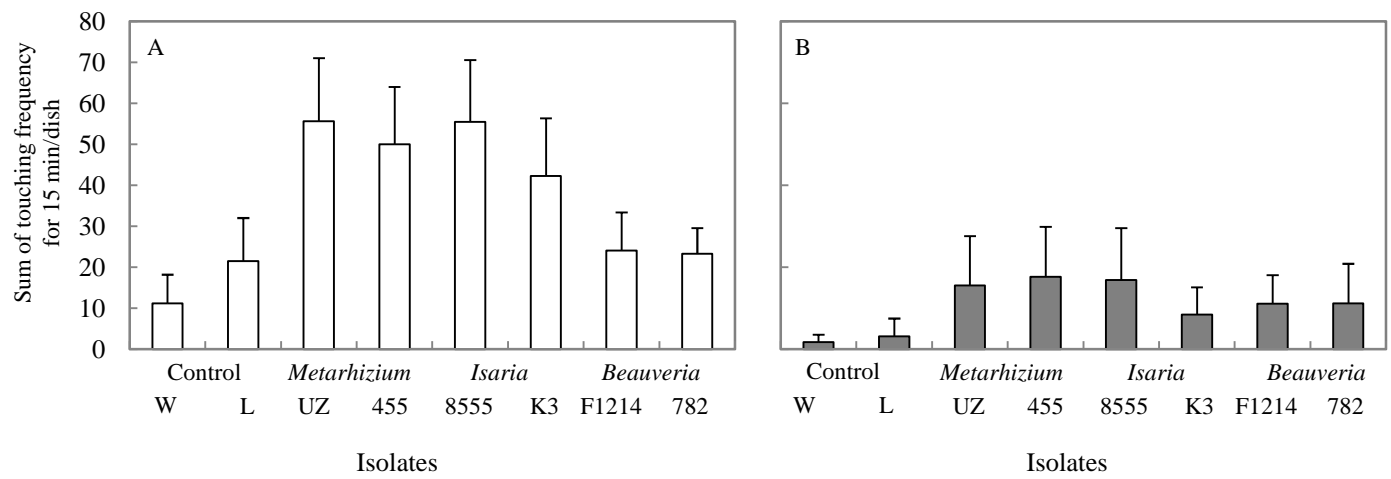 Sum of touching frequency
for 15 min/dish
80
70
60
50
40
30
20
10
0
A
Control
Metarhizium
Isaria
Beauveria
W
L
UZ
455
8555
K3
F1214
782
Isolates
B
Control
Metarhizium
Isaria
Beauveria
W
L
UZ
455
8555
K3
F1214
782
Isolates